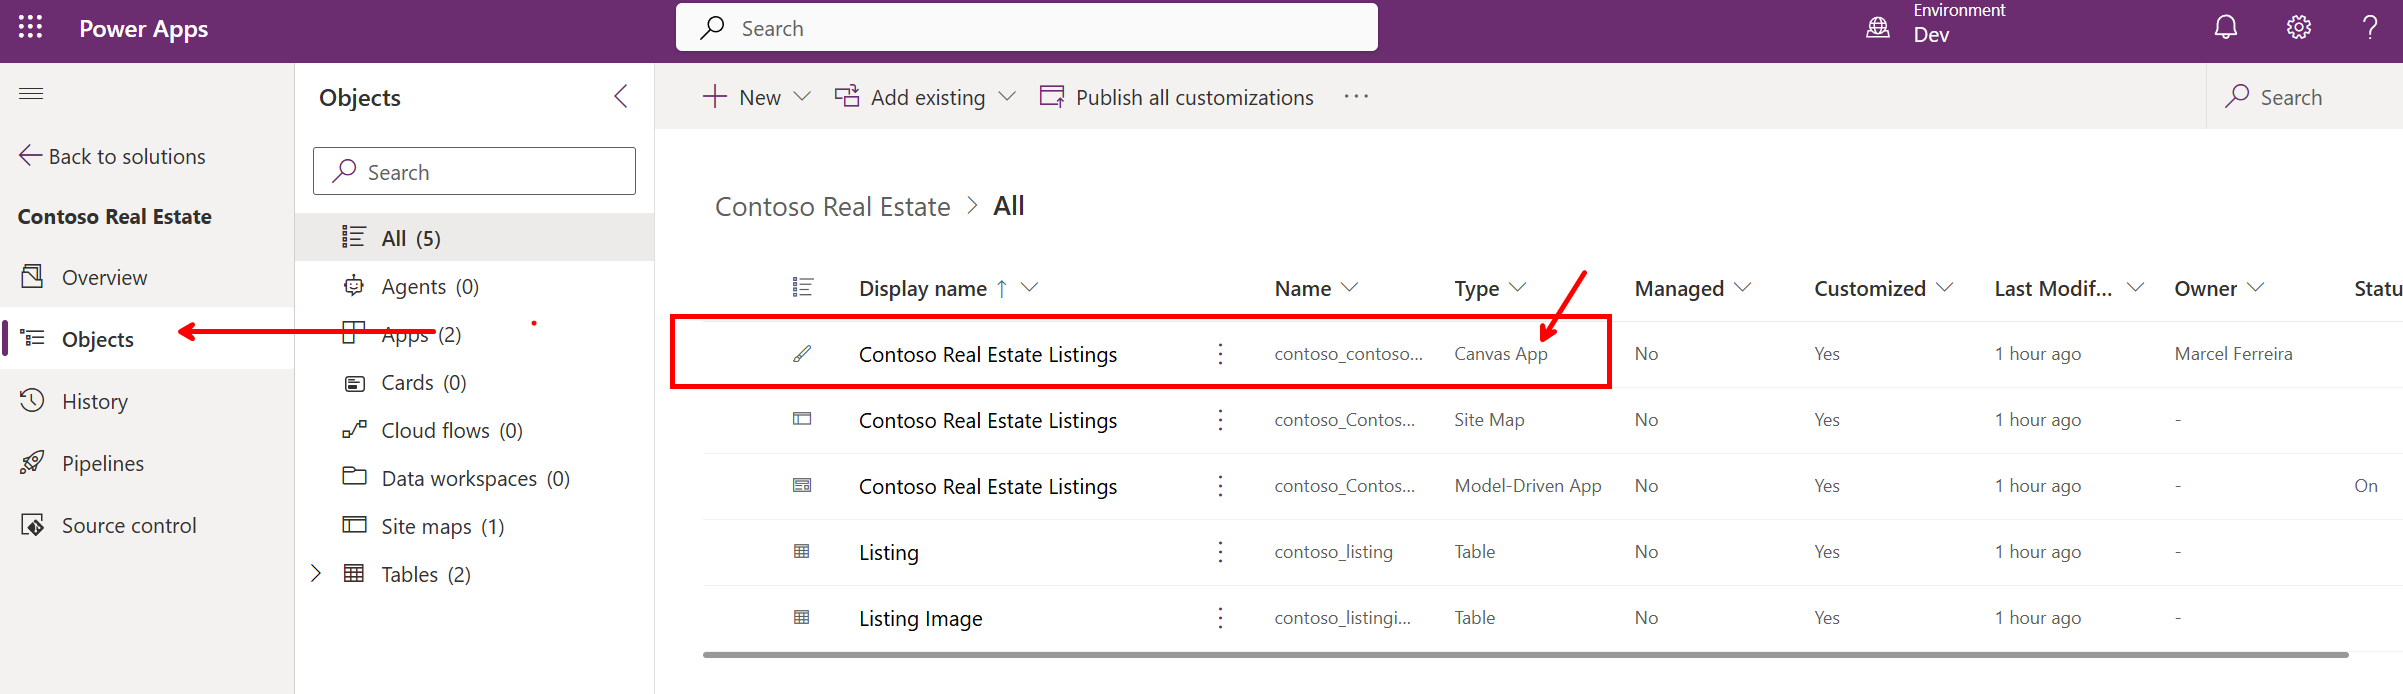 Power Apps
Search
Environment
Dev
Back to solutions
Contoso Real Estate
Overview
Objects
History
Pipelines
Source control
Objects
Search
All (5)
Agents (0)
Apps (2)
Cards (0)
Cloud flows (0)
Data workspaces (0)
Site maps (1)
Tables (2)
New
Add existing
Publish all customizations
Search
Contoso Real Estate > All
Display name ↑ Name Type Managed Customized Last Modif... Owner Statu
Contoso Real Estate Listings contoso_contoso... Canvas App No Yes 1 hour ago Marcel Ferreira
Contoso Real Estate Listings contoso_Contos... Site Map No Yes 1 hour ago -
Contoso Real Estate Listings contoso_Contos... Model-Driven App No Yes 1 hour ago - On
Listing contoso_listing Table No Yes 1 hour ago -
Listing Image contoso_listingi... Table No Yes 1 hour ago -